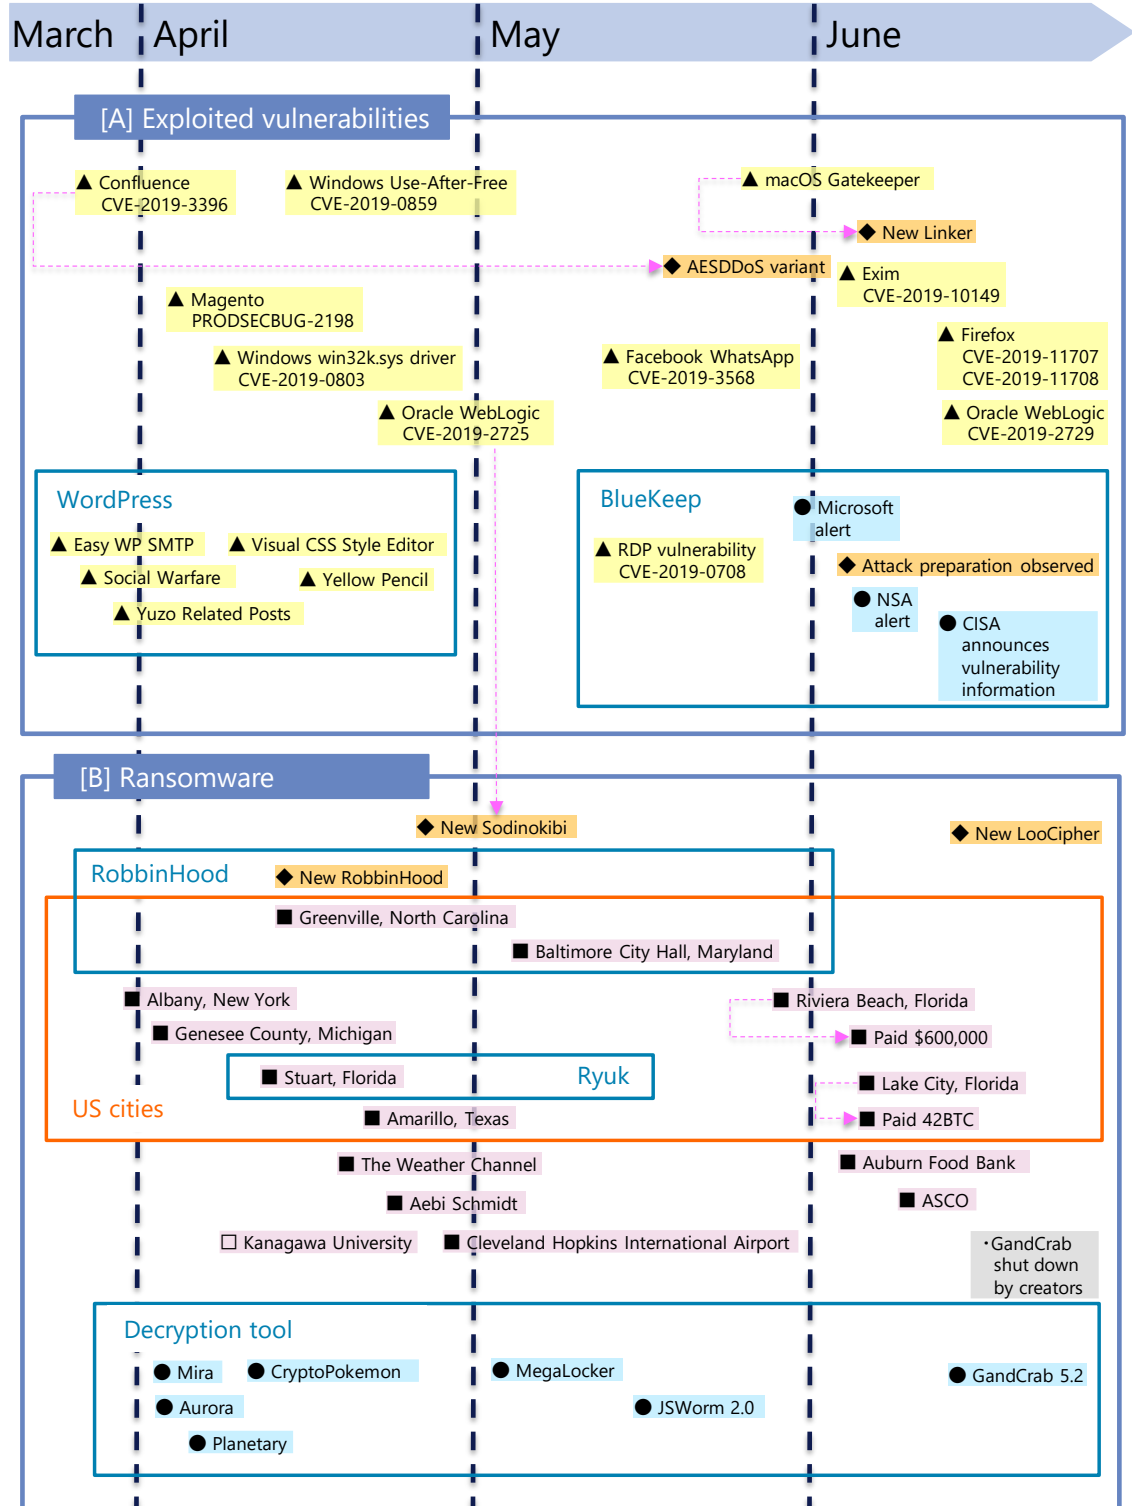 March
April
May
June
[A] Exploited vulnerabilities
▲ Confluence
CVE-2019-3396
▲ Windows Use-After-Free
CVE-2019-0859
▲ macOS Gatekeeper
◆ New Linker
◆ AESDDoS variant
▲ Exim
CVE-2019-10149
▲ Magento
PRODSECBUG-2198
▲ Firefox
CVE-2019-11707
CVE-2019-11708
▲ Windows win32k.sys driver
CVE-2019-0803
▲ Facebook WhatsApp
CVE-2019-3568
▲ Oracle WebLogic
CVE-2019-2725
▲ Oracle WebLogic
CVE-2019-2729
WordPress
▲ Easy WP SMTP
▲ Visual CSS Style Editor
▲ Social Warfare
▲ Yellow Pencil
▲ Yuzo Related Posts
BlueKeep
● Microsoft
alert
▲ RDP vulnerability
CVE-2019-0708
◆ Attack preparation observed
● NSA
alert
● CISA
announces
vulnerability
information
[B] Ransomware
◆ New Sodinokibi
◆ New LooCipher
RobbinHood
◆ New RobbinHood
■ Greenville, North Carolina
■ Baltimore City Hall, Maryland
■ Albany, New York
■ Riviera Beach, Florida
■ Genesee County, Michigan
■ Paid $600,000
■ Stuart, Florida
Ryuk
■ Lake City, Florida
US cities
■ Amarillo, Texas
■ Paid 42BTC
■ The Weather Channel
■ Auburn Food Bank
■ Aebi Schmidt
■ ASCO
□ Kanagawa University
■ Cleveland Hopkins International Airport
・GandCrab
shut down
by creators
Decryption tool
● Mira
● CryptoPokemon
● MegaLocker
● GandCrab 5.2
● Aurora
● JSWorm 2.0
● Planetary